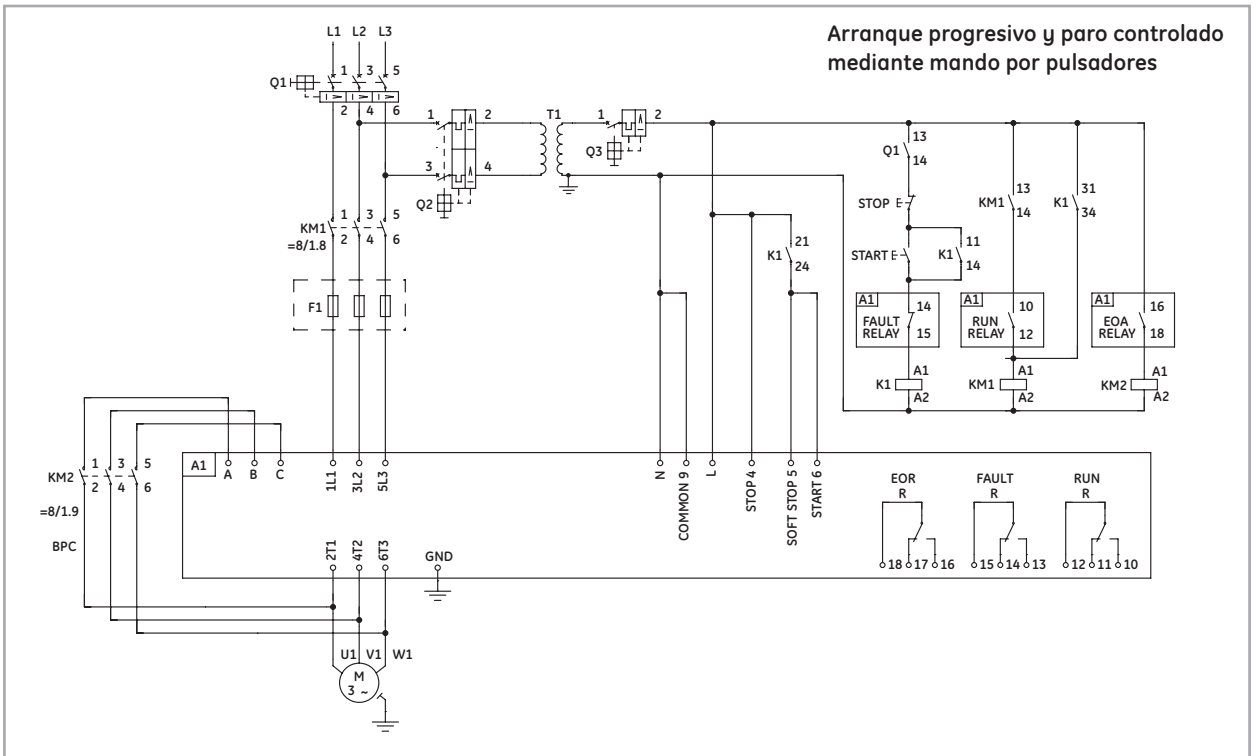 Arranque progresivo y paro controlado
mediante mando por pulsadores
L1 L2 L3
Q1 1 3 5
2 4 6
1 2
3 4
Q2
T1
1 2
Q3
13
Q1
14
STOP E
START E
11
K1
14
13
KM1
14
31
K1
34
KM1 1 3 5
2 4 6
=8/1.8
F1
21
K1
24
A1 14
FAULT
RELAY 15
A1 10
RUN
RELAY 12
A1 16
EOA
RELAY 18
K1 A1
A2
KM1 A1
A2
KM2 A1
A2
KM2 1 3 5
2 4 6
=8/1.9
BPC
A1 A B C
1L1 3L2 5L3
N COMMON 9 L STOP 4 SOFT STOP 5 START 6
EOR
R
18 17 16
FAULT
R
15 14 13
RUN
R
12 11 10
2T1 4T2 6T3
GND
U1 V1 W1
M
3 ~